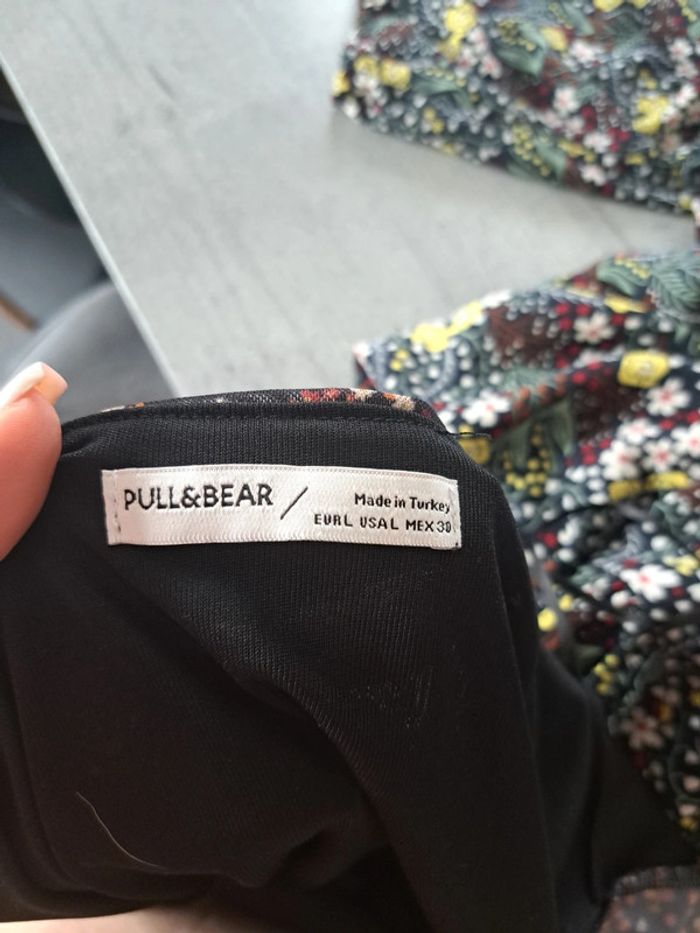 PULL&BEAR /
Made in Turkey
EUR L USA L MEX 30